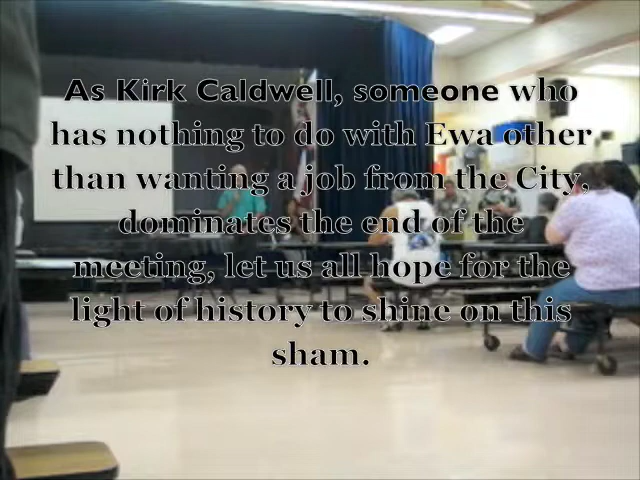 As Kirk Caldwell, someone who
has nothing to do with Ewa other
than wanting a job from the City,
dominates the end of the
meeting, let us all hope for the
light of history to shine on this
sham.